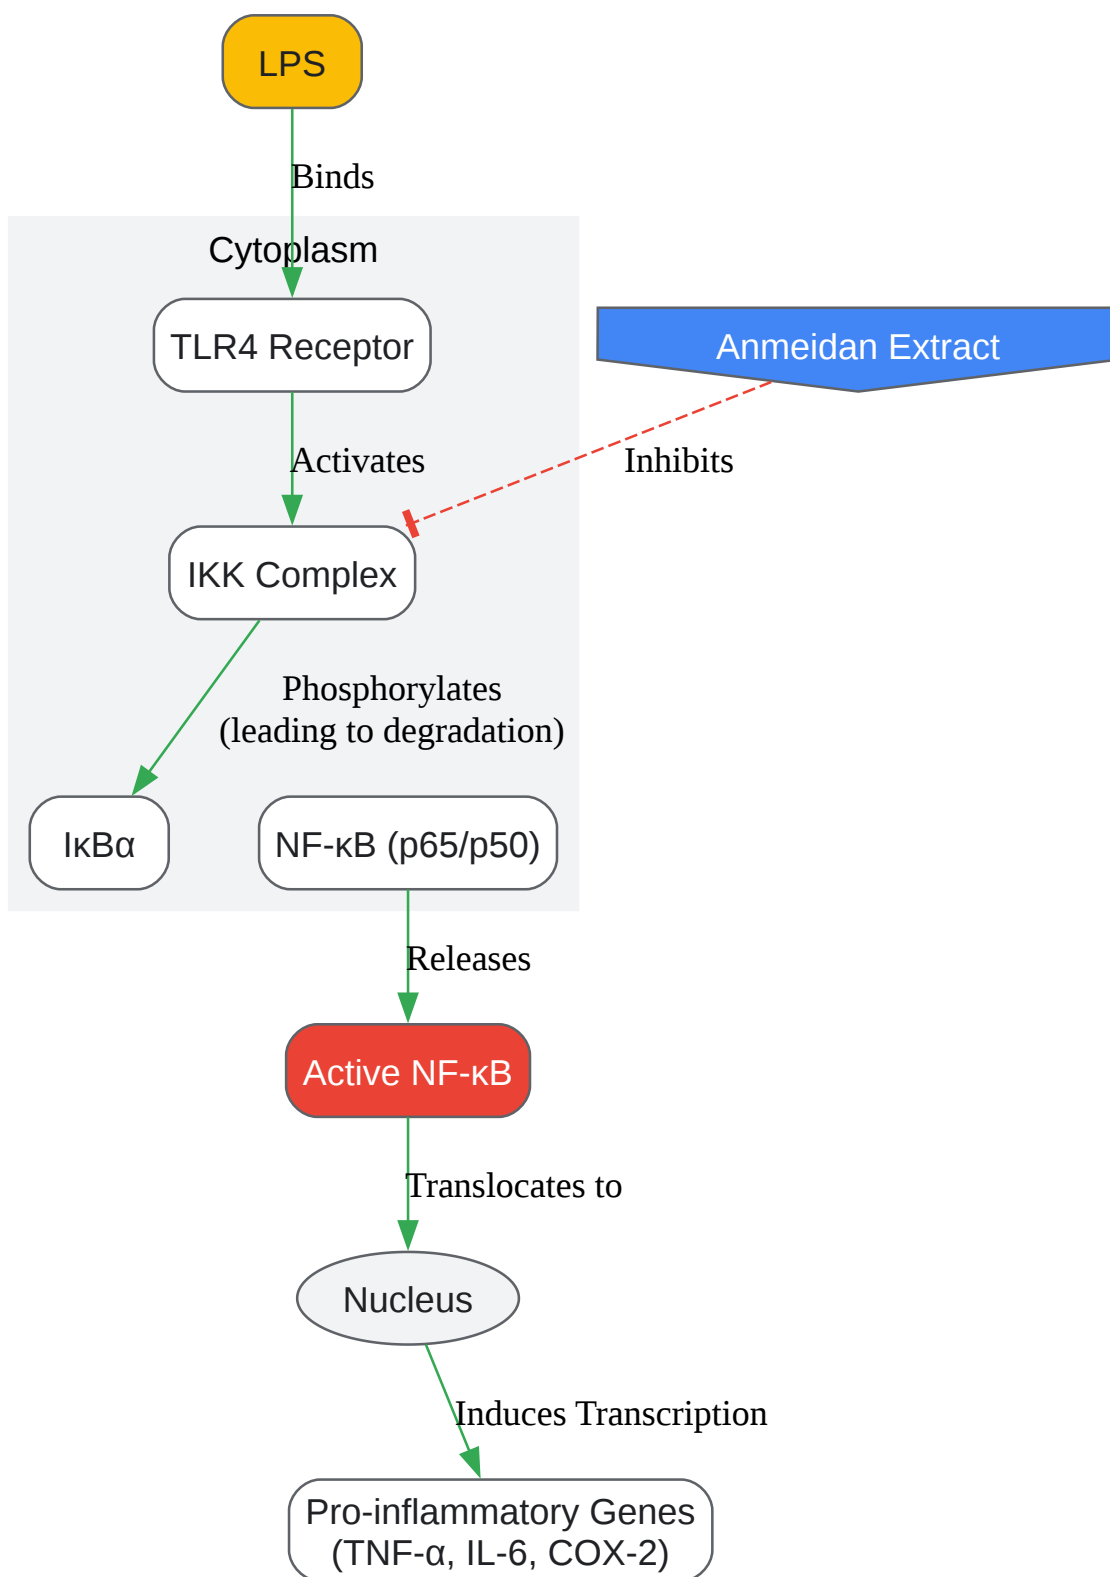 LPS
Binds
Cytoplasm
TLR4 Receptor
Anmeidan Extract
Activates
Inhibits
IKK Complex
Phosphorylates
(leading to degradation)
IκBα
NF-κB (p65/p50)
Releases
Active NF-κB
Translocates to
Nucleus
Induces Transcription
Pro-inflammatory Genes
(TNF-α, IL-6, COX-2)